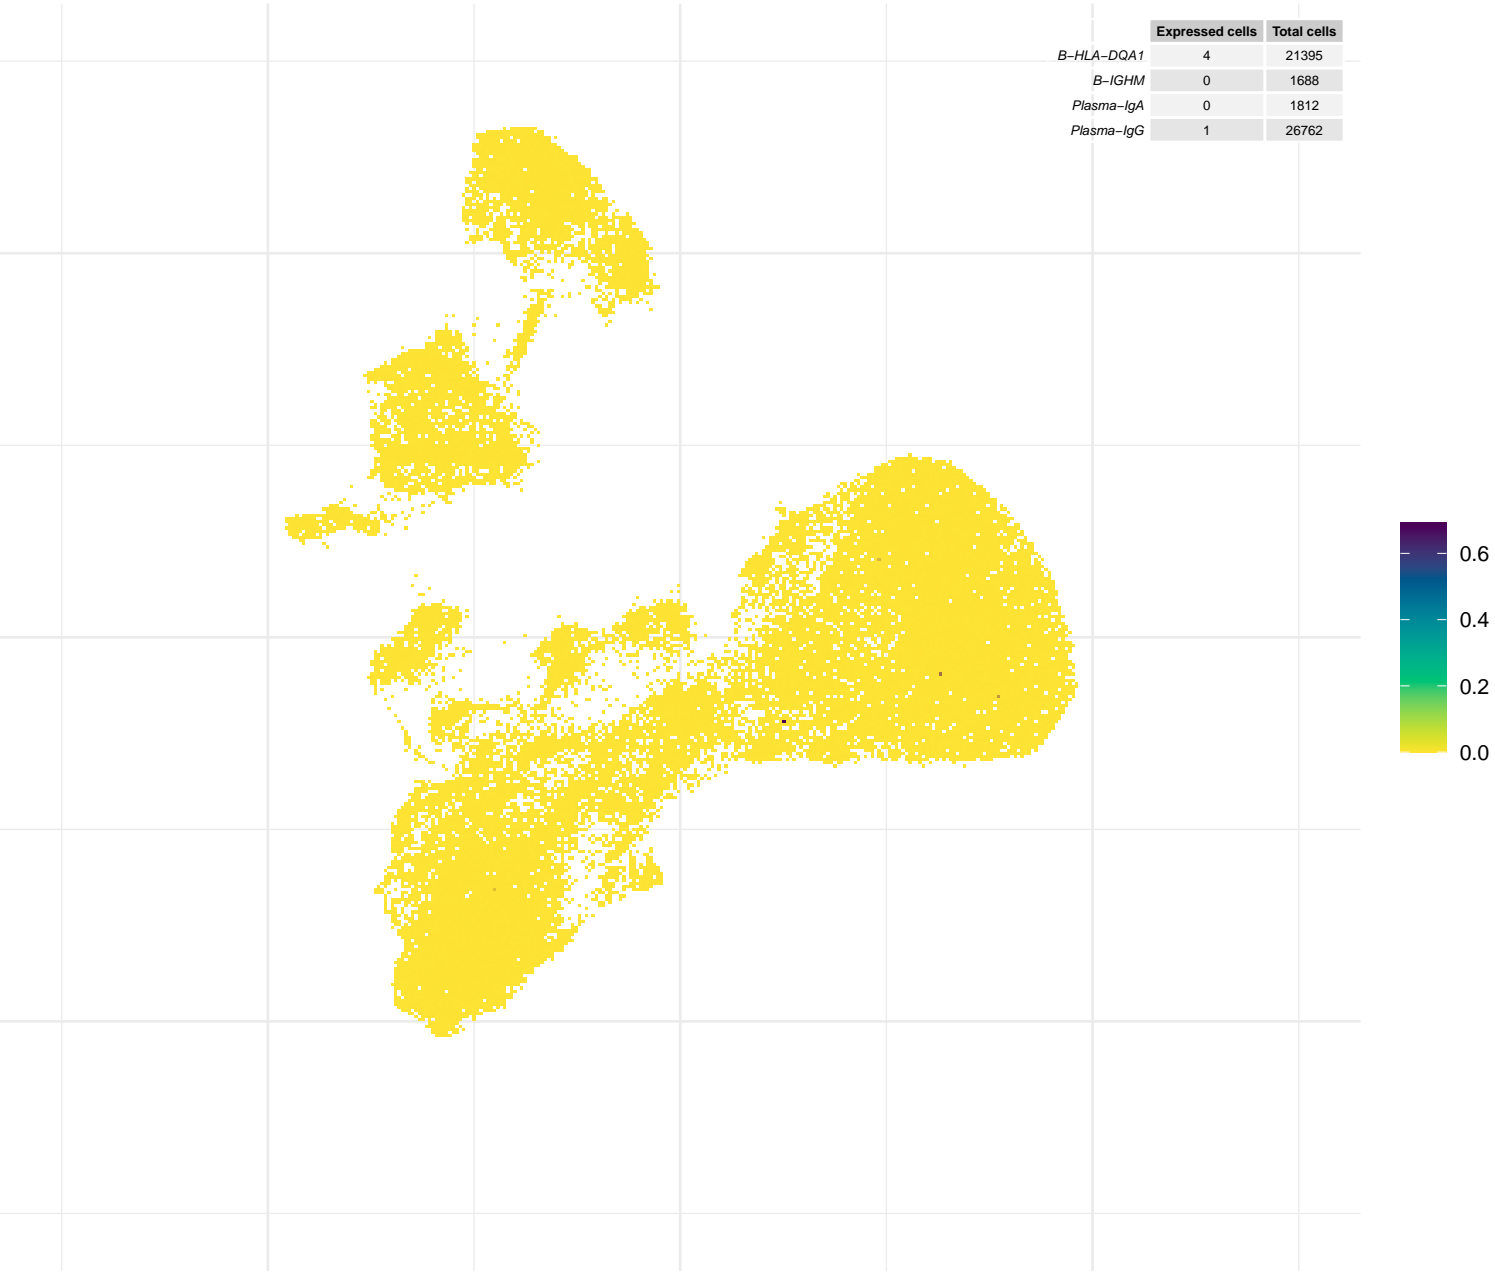 Expressed cells Total cells
B−HLA−DQA1 4 21395
B−IGHM 0 1688
Plasma−IgA 0 1812
Plasma−IgG 1 26762
0.6
0.4
0.2
0.0